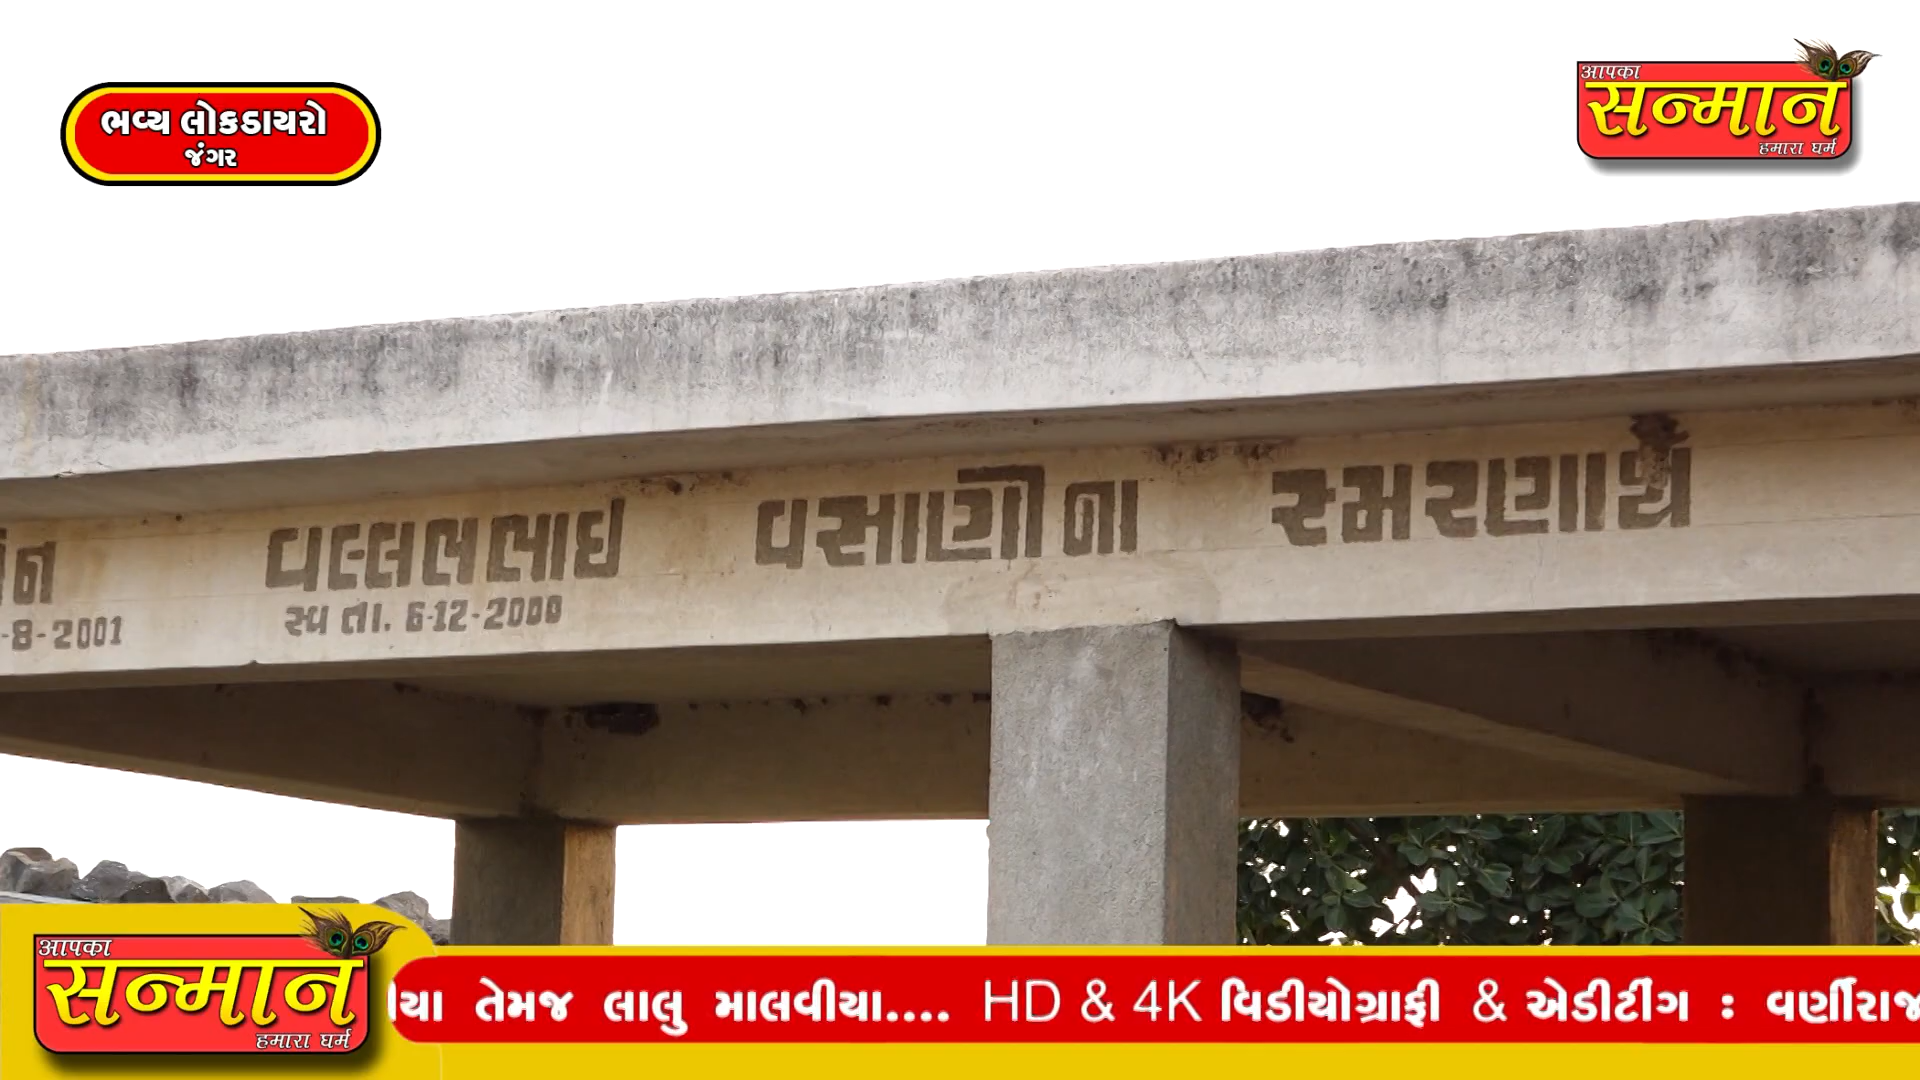 ભવ્ય લોકડાયરો
જંગર
आपका
सन्मान
हमारा धर्म
વલ્લભભાઇ વસાણીના સ્મરણાર્થે
-8-2001 સ્વ તા. 6-12-2000
आपका
सन्मान
हमारा धर्म
તેમજ લાલુ માલવીયા.... HD & 4K વિડીયોગ્રાફી & એડીટીંગ : વર્ણીરાજ